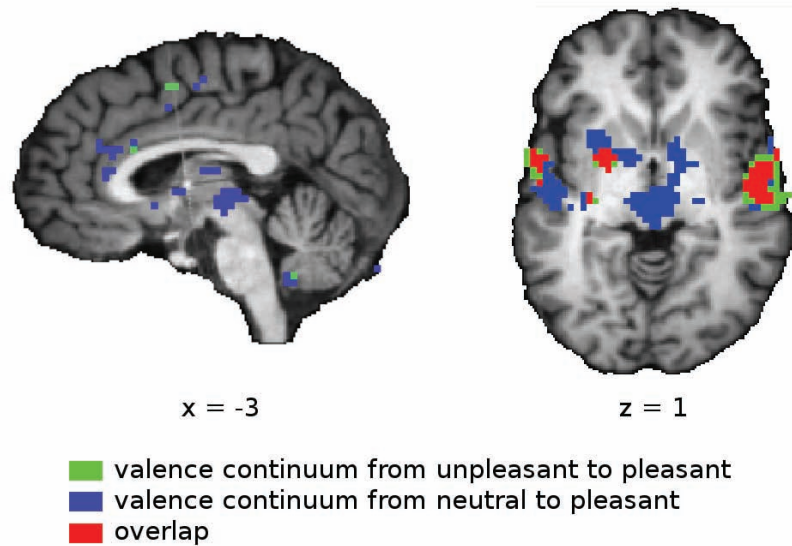 x = -3
z = 1
valence continuum from unpleasant to pleasant
valence continuum from neutral to pleasant
overlap